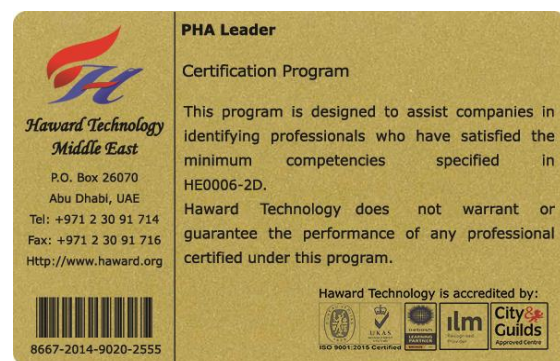 Haward Technology
Middle East
P.O. Box 26070
Abu Dhabi, UAE
Tel: +971 2 30 91 714
Fax: +971 2 30 91 716
Http://www.haward.org
8667-2014-9020-2555
PHA Leader
Certification Program
This program is designed to assist companies in
identifying professionals who have satisfied the
minimum competencies specified in
HE0006-2D.
Haward Technology does not warrant or
guarantee the performance of any professional
certified under this program.
Haward Technology is accredited by:
ISO 9001:2015 Certified
UKAS
ilm
City&
Guilds
Approved Centre